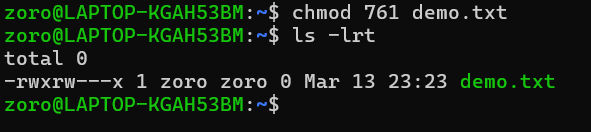 zoro@LAPTOP-KGAH53BM:~$ chmod 761 demo.txt
zoro@LAPTOP-KGAH53BM:~$ ls -lrt
total 0
-rwxrw---x 1 zoro zoro 0 Mar 13 23:23 demo.txt
zoro@LAPTOP-KGAH53BM:~$